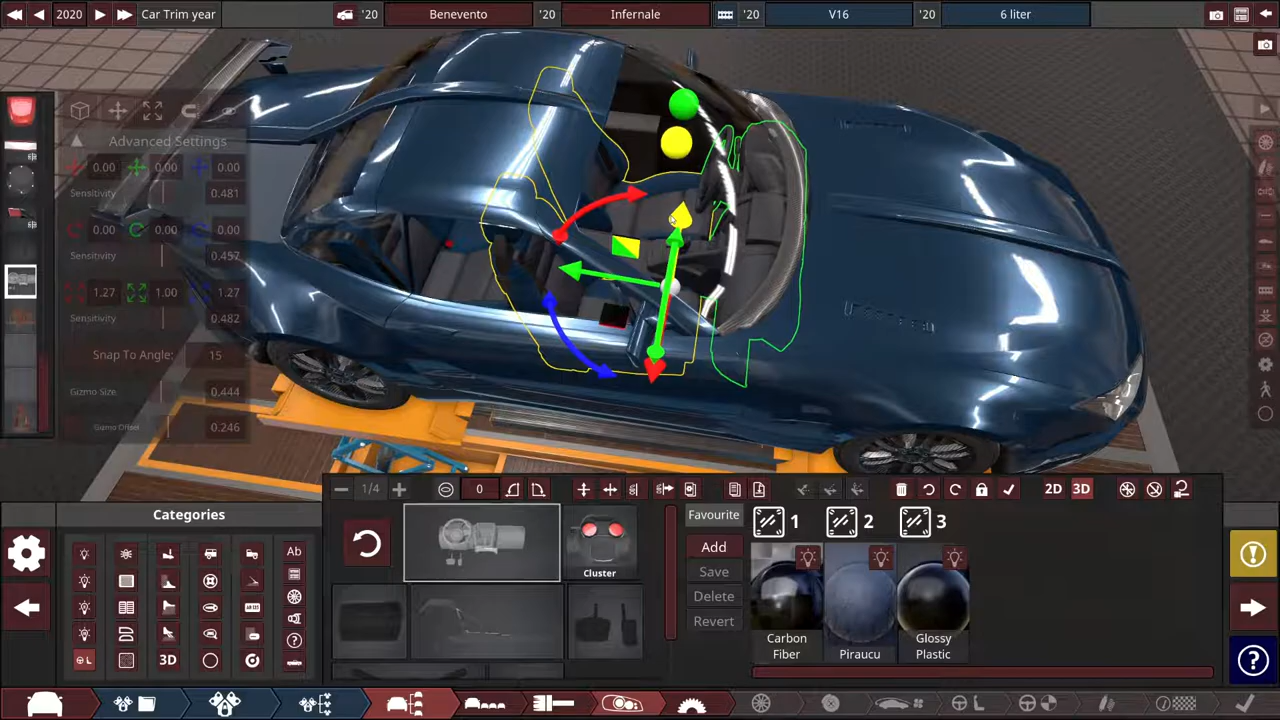 2020 Car Trim year '20 Benevento '20 Infernale '20 V16 '20 6 liter
Advanced Settings
0.00 0.00 0.00
Sensitivity 0.481
0.00 0.00 0.00
Sensitivity 0.457
1.27 1.00 1.27
Sensitivity 0.482
Snap To Angle: 15
Gizmo Size 0.444
Gizmo Offset 0.246
1/4 0 2D 3D
Categories
Favourite
1 2 3
Ab
Add
Cluster
Save
Delete
Revert
Carbon Fiber
Piraucu
Glossy Plastic
L 3D